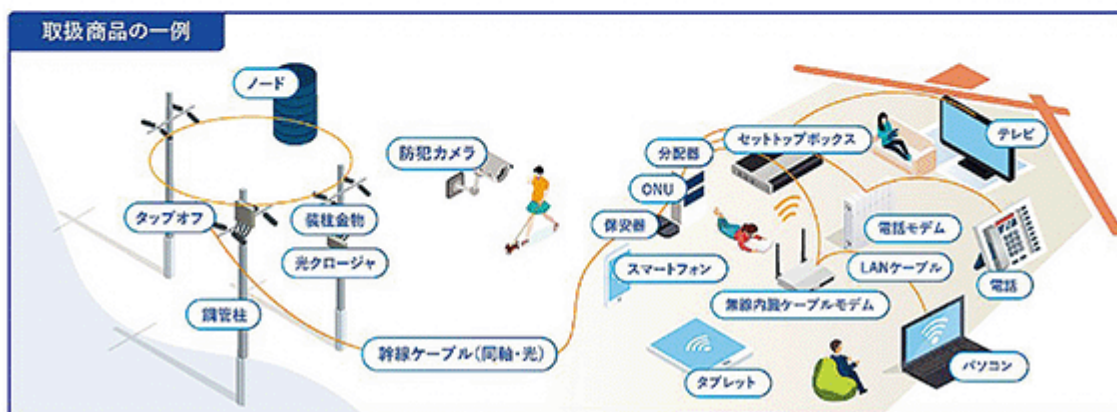 取扱商品の一例
ノード
防犯カメラ
タップオフ
装柱金物
光クロージャ
鋼管柱
幹線ケーブル(同軸・光)
分配器
セットトップボックス
テレビ
ONU
保安器
スマートフォン
電話モデム
LANケーブル
電話
無線内蔵ケーブルモデム
タブレット
パソコン